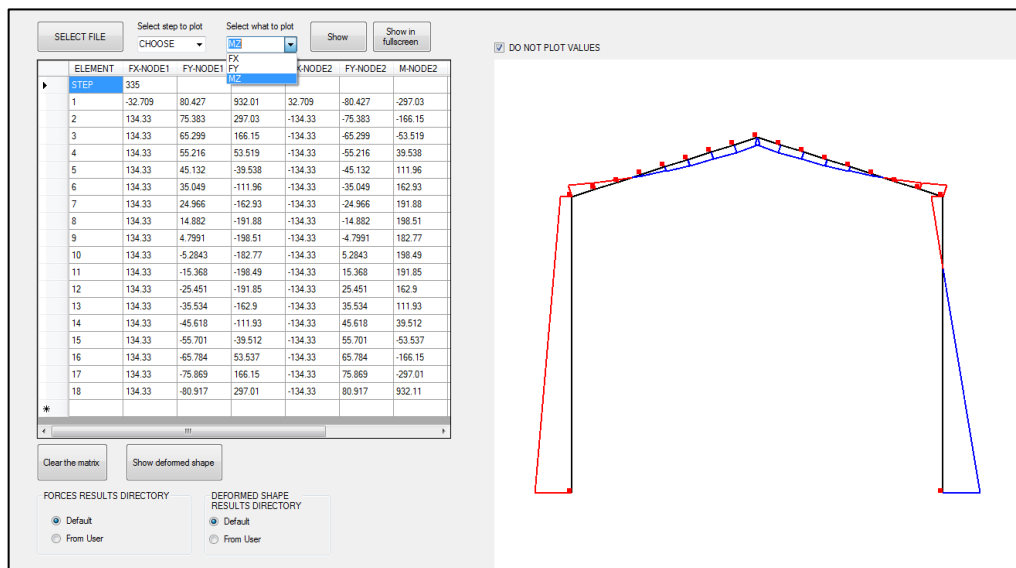 SELECT FILE
Select step to plot
CHOOSE
Select what to plot
MZ
FX
FY
MZ
Show
Show in
fullscreen
DO NOT PLOT VALUES
ELEMENT FX-NODE1 FY-NODE1 X-NODE2 FY-NODE2 M-NODE2
STEP 335
1 -32.709 80.427 932.01 32.709 -80.427 -297.03
2 134.33 75.383 297.03 -134.33 -75.383 -166.15
3 134.33 65.299 166.15 -134.33 -65.299 -53.519
4 134.33 55.216 53.519 -134.33 -55.216 39.538
5 134.33 45.132 -39.538 -134.33 -45.132 111.96
6 134.33 35.049 -111.96 -134.33 -35.049 162.93
7 134.33 24.966 -162.93 -134.33 -24.966 191.88
8 134.33 14.882 -191.88 -134.33 -14.882 198.51
9 134.33 4.7991 -198.51 -134.33 -4.7991 182.77
10 134.33 -5.2843 -182.77 -134.33 5.2843 198.49
11 134.33 -15.368 -198.49 -134.33 15.368 191.85
12 134.33 -25.451 -191.85 -134.33 25.451 162.9
13 134.33 -35.534 -162.9 -134.33 35.534 111.93
14 134.33 -45.618 -111.93 -134.33 45.618 39.512
15 134.33 -55.701 -39.512 -134.33 55.701 -53.537
16 134.33 -65.784 53.537 -134.33 65.784 -166.15
17 134.33 -75.869 166.15 -134.33 75.869 -297.01
18 134.33 -80.917 297.01 -134.33 80.917 932.11
Clear the matrix
Show deformed shape
FORCES RESULTS DIRECTORY
Default
From User
DEFORMED SHAPE
RESULTS DIRECTORY
Default
From User